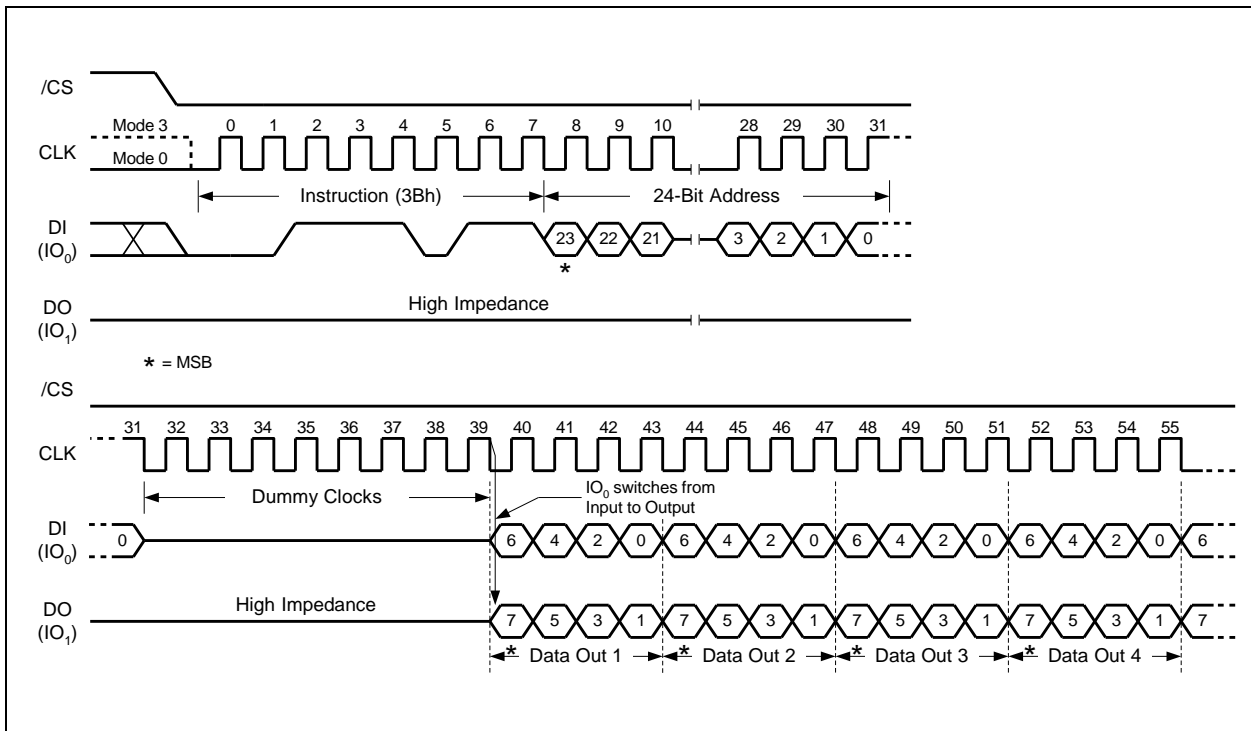 /CS
Mode 3
0 1 2 3 4 5 6 7 8 9 10 28 29 30 31
CLK
Mode 0
Instruction (3Bh)
24-Bit Address
DI
(IO0)
23 22 21 3 2 1 0
*
High Impedance
DO
(IO1)
* = MSB
/CS
31 32 33 34 35 36 37 38 39 40 41 42 43 44 45 46 47 48 49 50 51 52 53 54 55
CLK
Dummy Clocks
IO0 switches from
Input to Output
DI
(IO0)
0 6 4 2 0 6 4 2 0 6 4 2 0 6 4 2 0 6
DO
(IO1)
High Impedance
7 5 3 1 7 5 3 1 7 5 3 1 7 5 3 1 7
* Data Out 1 * Data Out 2 * Data Out 3 * Data Out 4